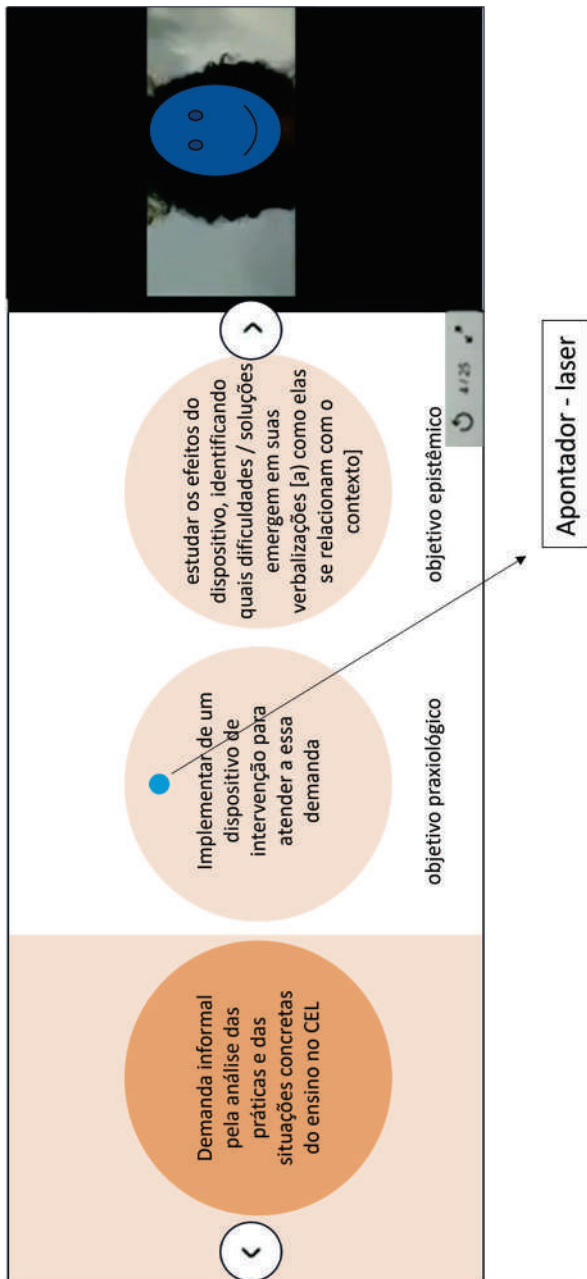 Demanda informal
pela análise das
práticas e das
situações concretas
do ensino no CEL
Implementar de um
dispositivo de
intervenção para
atender a essa
demanda
objetivo praxiológico
estudar os efeitos do
dispositivo, identificando
quais dificuldades / soluções
emergem em suas
verbalizações [a) como elas
se relacionam com o
contexto]
objetivo epistêmico
4 / 25
Apontador - laser